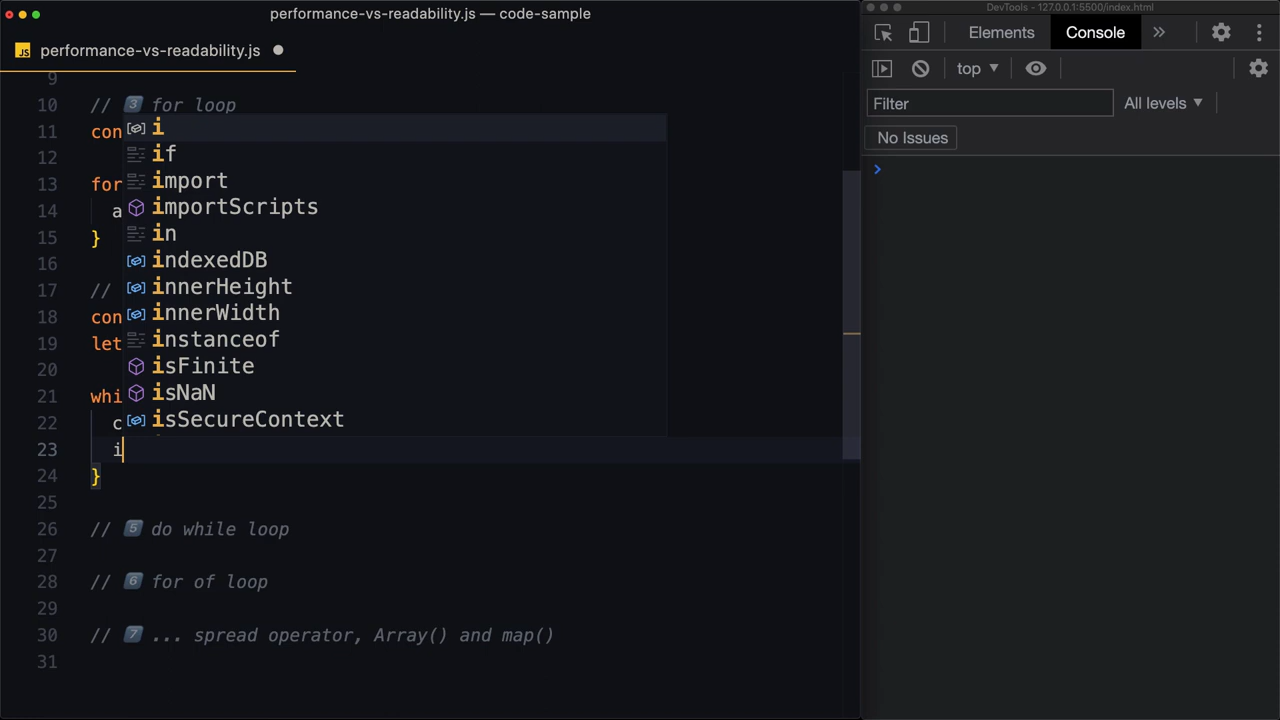 performance-vs-readability.js — code-sample
JS performance-vs-readability.js
9
10 // 3 for loop
11 con
12
13 for
14 a
15 }
16
17 //
18 con
19 let
20
21 whi
22 c
23 i
24 }
25
26 // 5 do while loop
27
28 // 6 for of loop
29
30 // 7 ... spread operator, Array() and map()
31
i
if
import
importScripts
in
indexedDB
innerHeight
innerWidth
instanceof
isFinite
isNaN
isSecureContext
DevTools - 127.0.0.1:5500/index.html
Elements Console »
top ▼
Filter All levels ▼
No Issues
›